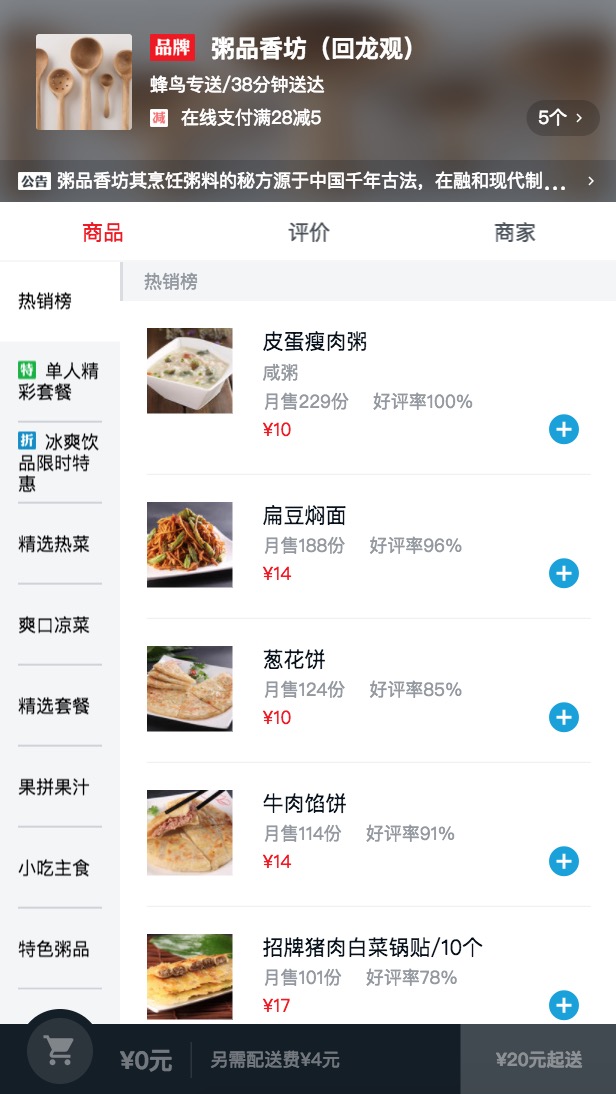 品牌 粥品香坊（回龙观）
蜂鸟专送/38分钟送达
减 在线支付满28减5
5个 >
公告 粥品香坊其烹饪粥料的秘方源于中国千年古法，在融和现代制... >
商品 评价 商家
热销榜
特 单人精
彩套餐
折 冰爽饮
品限时特
惠
精选热菜
爽口凉菜
精选套餐
果拼果汁
小吃主食
特色粥品
热销榜
皮蛋瘦肉粥
咸粥
月售229份 好评率100%
¥10
扁豆焖面
月售188份 好评率96%
¥14
葱花饼
月售124份 好评率85%
¥10
牛肉馅饼
月售114份 好评率91%
¥14
招牌猪肉白菜锅贴/10个
月售101份 好评率78%
¥17
¥0元 另需配送费¥4元 ¥20元起送